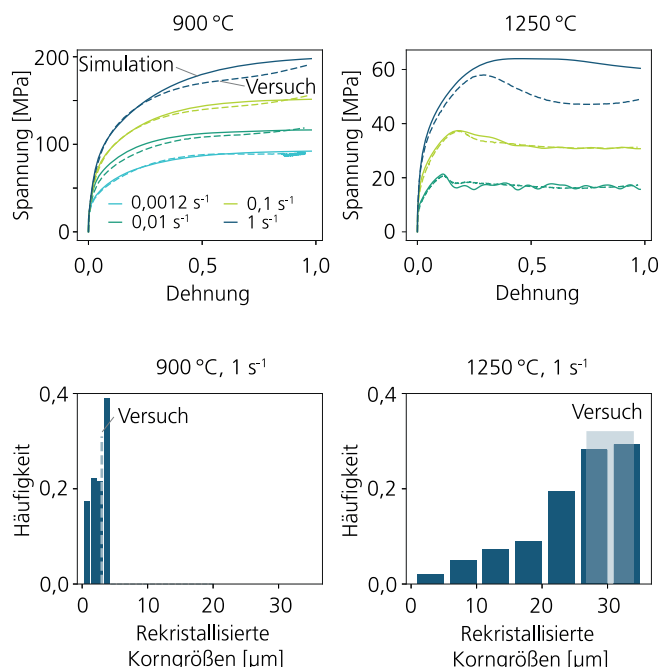 900 °C
1250 °C
Spannung [MPa]
200
100
0
Simulation
Versuch
0,0012 s⁻¹
0,1 s⁻¹
0,01 s⁻¹
1 s⁻¹
0,0
0,5
1,0
Dehnung
Spannung [MPa]
60
40
20
0
0,0
0,5
1,0
Dehnung
900 °C, 1 s⁻¹
Häufigkeit
0,4
0,2
0,0
Versuch
0
10
20
30
Rekristallisierte
Korngrößen [µm]
1250 °C, 1 s⁻¹
Häufigkeit
0,4
0,2
0,0
Versuch
0
10
20
30
Rekristallisierte
Korngrößen [µm]